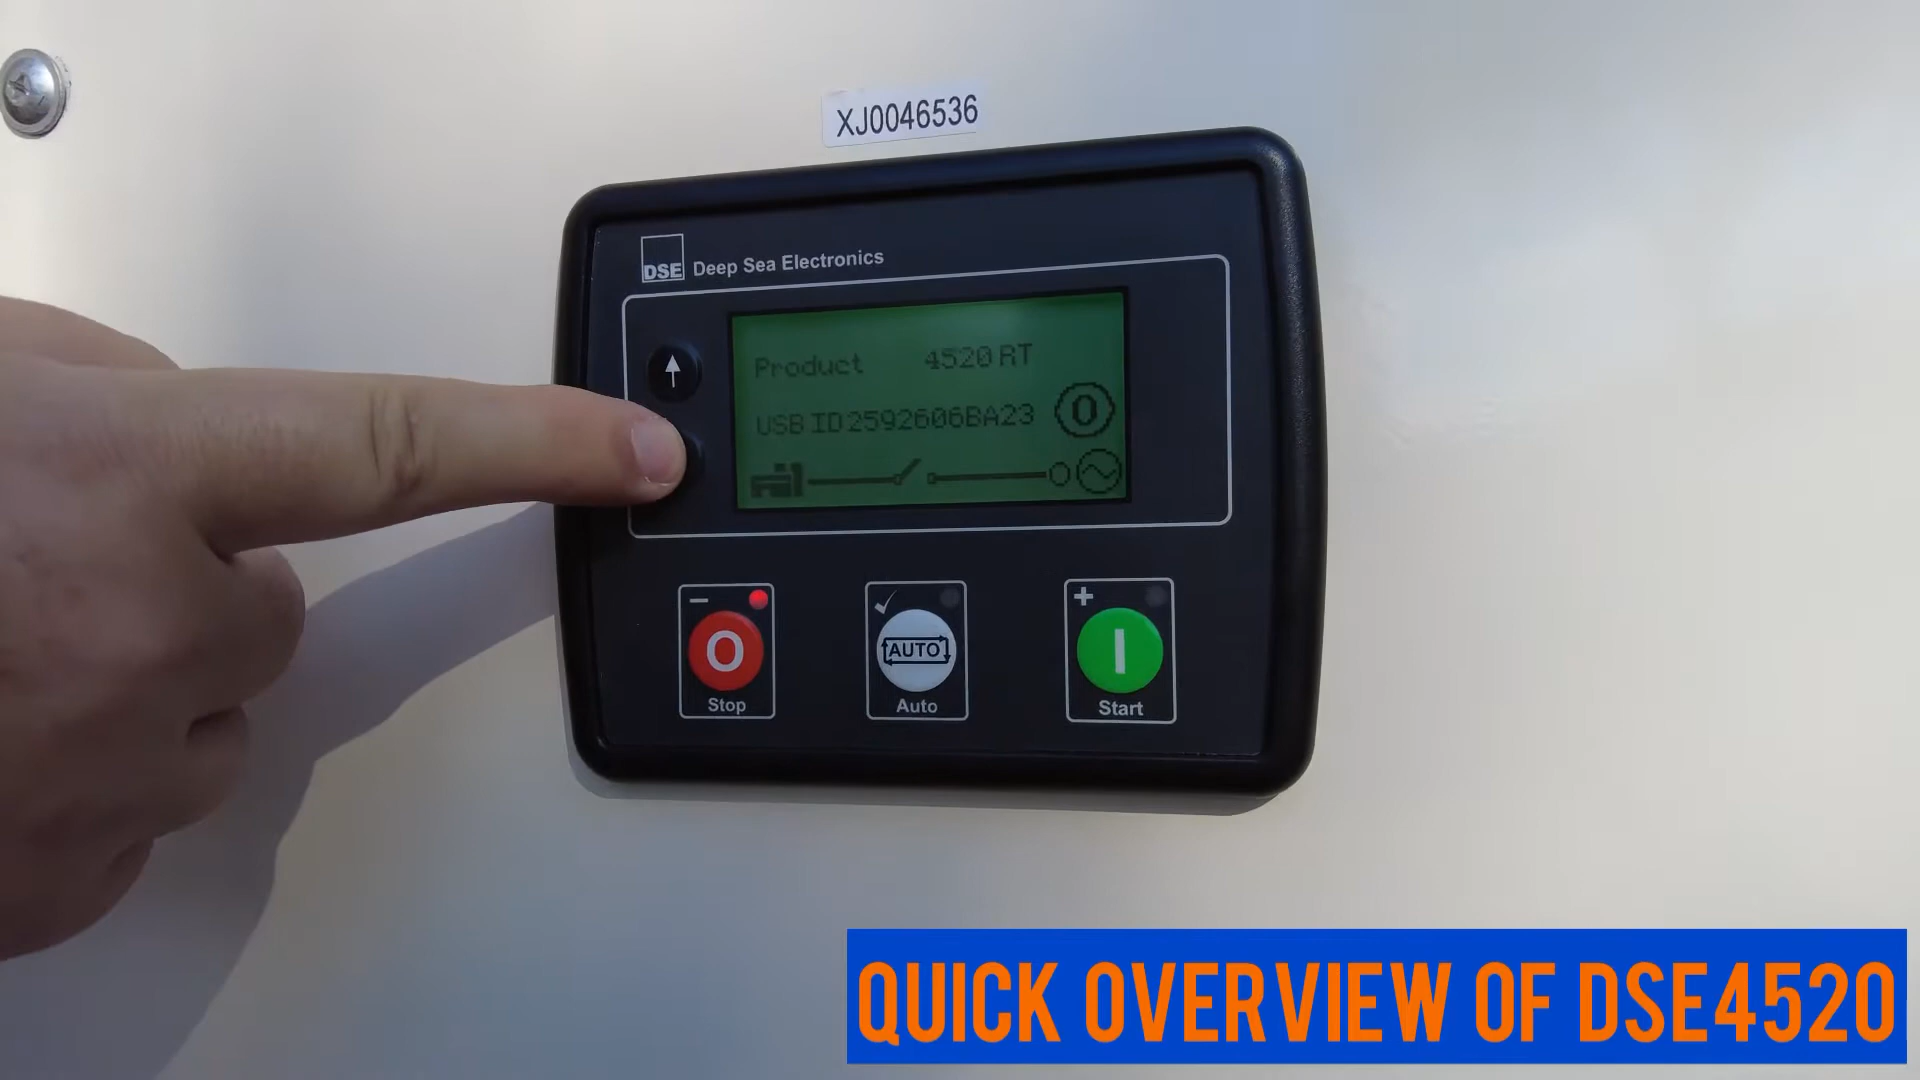 XJ0046536
DSE Deep Sea Electronics
Product 4520 RT
USB ID 2592606BA23
O
AUTO
I
Stop
Auto
Start
QUICK OVERVIEW OF DSE4520